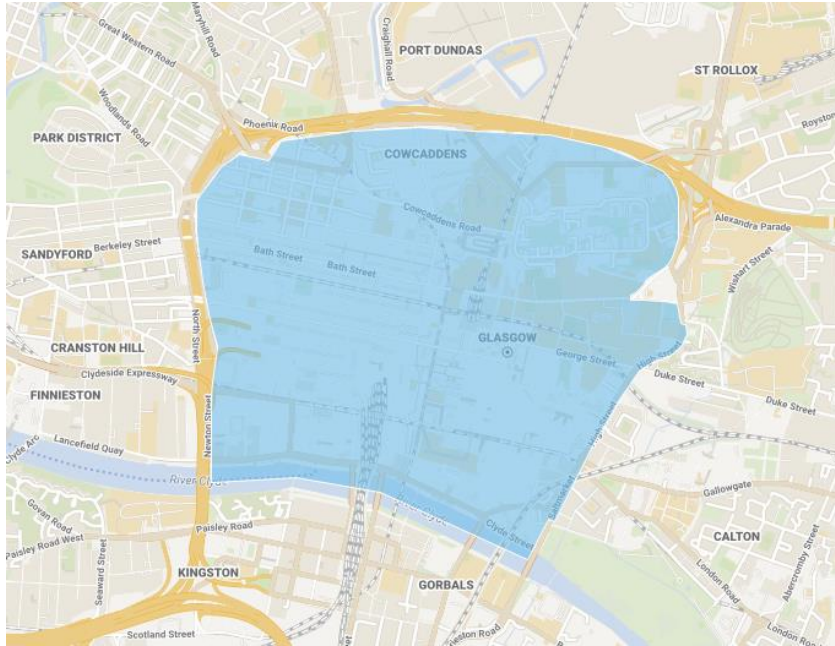 Great Western Road
Maryhill Road
Craighall Road
PORT DUNDAS
ST ROLLOX
Woodlands Road
Phoenix Road
Royston
PARK DISTRICT
COWCADDENS
Cowcaddens Road
Alexandra Parade
SANDYFORD
Berkeley Street
Bath Street
Bath Street
Wishart Street
North Street
GLASGOW
CRANSTON HILL
George Street
High Street
Clydeside Expressway
Duke Street
FINNIESTON
Newton Street
Duke Street
Clyde Arc
Lancefield Quay
High Street
River Clyde
River Clyde
Saltmarket
Gallowgate
Govan Road
Paisley Road
Clyde Street
CALTON
Paisley Road West
Seaward Street
KINGSTON
GORBALS
London Road
London Road
Abercromby Street
Scotland Street